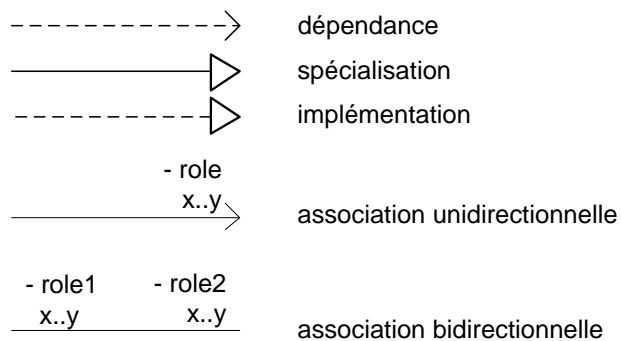 dépendance
spécialisation
implémentation
- role
x..y
association unidirectionnelle
- role1 - role2
x..y x..y
association bidirectionnelle